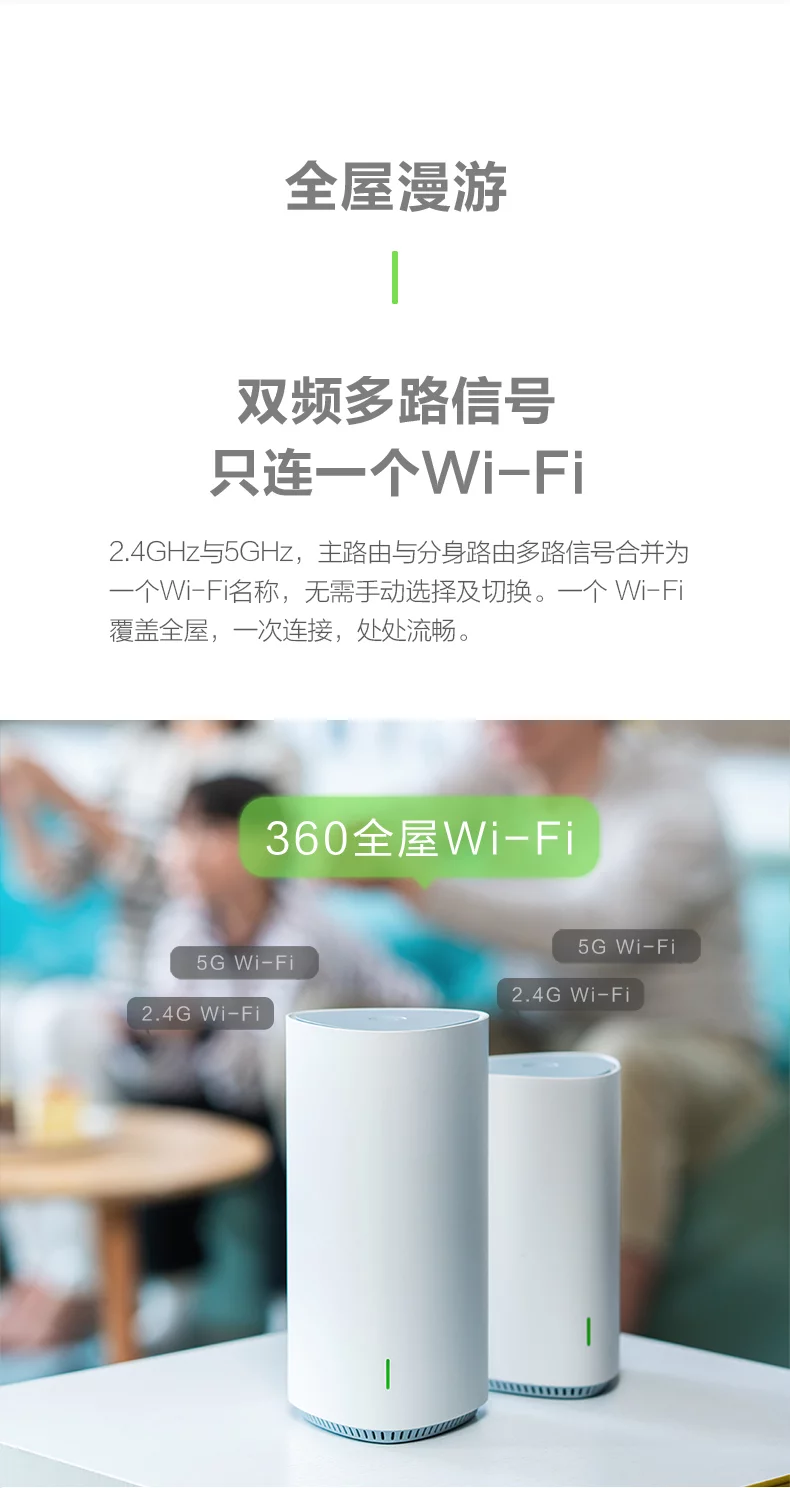 全屋漫游
双频多路信号
只连一个Wi-Fi
2.4GHz与5GHz，主路由与分身路由多路信号合并为
一个Wi-Fi名称，无需手动选择及切换。一个 Wi-Fi
覆盖全屋，一次连接，处处流畅。
360全屋Wi-Fi
5G Wi-Fi
5G Wi-Fi
2.4G Wi-Fi
2.4G Wi-Fi